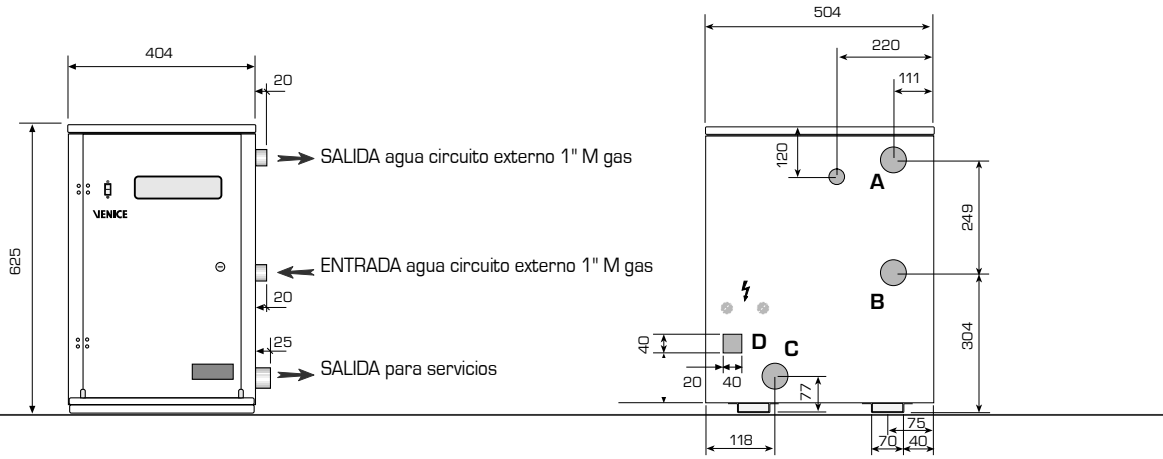 404
20
SALIDA agua circuito externo 1" M gas
VENICE
625
ENTRADA agua circuito externo 1" M gas
20
25
SALIDA para servicios
504
220
111
120
A
249
B
40
D
C
20
40
77
304
118
75
70
40